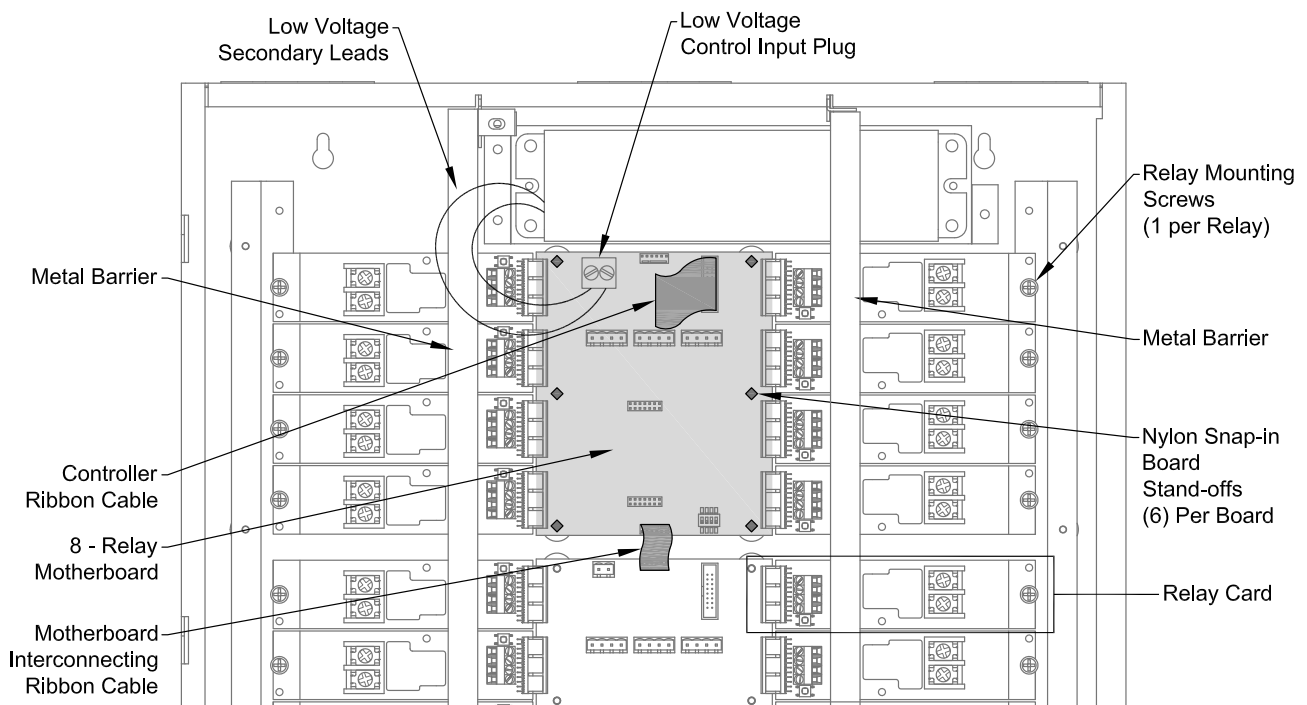 Low Voltage
Secondary Leads
Low Voltage
Control Input Plug
Relay Mounting
Screws
(1 per Relay)
Metal Barrier
Metal Barrier
Nylon Snap-in
Board
Stand-offs
(6) Per Board
Controller
Ribbon Cable
8 - Relay
Motherboard
Relay Card
Motherboard
Interconnecting
Ribbon Cable